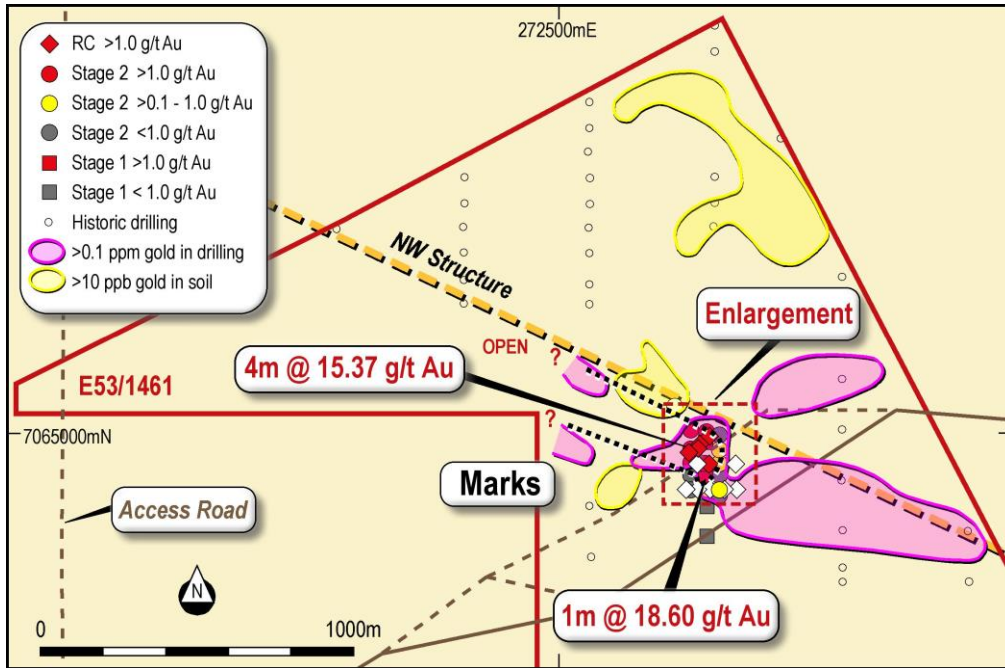 272500mE
RC >1.0 g/t Au
Stage 2 >1.0 g/t Au
Stage 2 >0.1 - 1.0 g/t Au
Stage 2 <1.0 g/t Au
Stage 1 >1.0 g/t Au
Stage 1 < 1.0 g/t Au
Historic drilling
>0.1 ppm gold in drilling
>10 ppb gold in soil
NW Structure
Enlargement
OPEN ?
4m @ 15.37 g/t Au
E53/1461
?
7065000mN
Marks
Access Road
N
1m @ 18.60 g/t Au
0 1000m